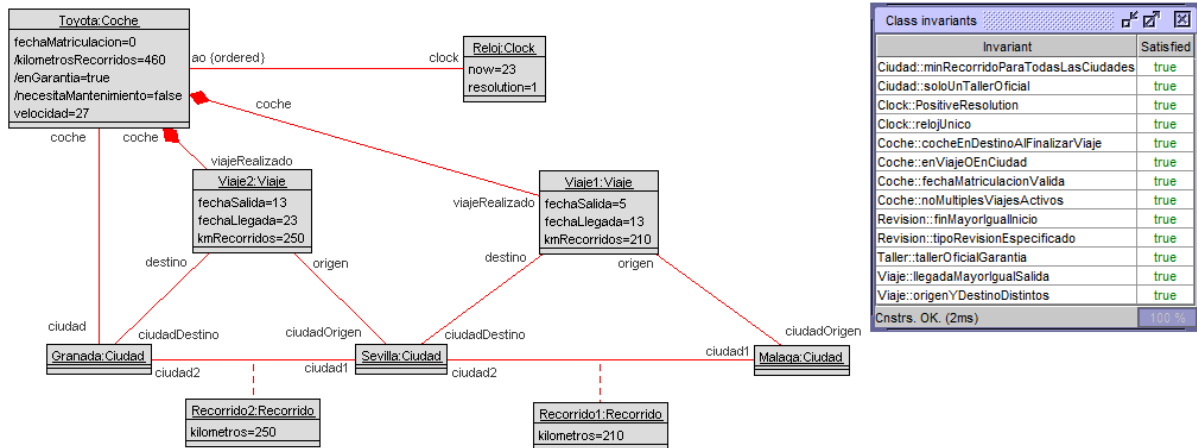 Toyota:Coche
fechaMatriculacion=0
/kilometrosRecorridos=460
/enGarantia=true
/necesitaMantenimiento=false
velocidad=27
ao {ordered}
clock
Reloj:Clock
now=23
resolution=1
coche
coche
coche
viajeRealizado
viajeRealizado
Viaje2:Viaje
fechaSalida=13
fechaLlegada=23
kmRecorridos=250
Viaje1:Viaje
fechaSalida=5
fechaLlegada=13
kmRecorridos=210
destino
origen
destino
origen
ciudad
ciudadDestino
ciudadOrigen
ciudadDestino
ciudadOrigen
Granada:Ciudad
ciudad2
ciudad1
Sevilla:Ciudad
ciudad2
ciudad1
Malaga:Ciudad
Recorrido2:Recorrido
kilometros=250
Recorrido1:Recorrido
kilometros=210
Class invariants
Invariant Satisfied
Ciudad::minRecorridoParaTodasLasCiudades true
Ciudad::soloUnTallerOficial true
Clock::PositiveResolution true
Clock::relojUnico true
Coche::cocheEnDestinoAlFinalizarViaje true
Coche::enViajeOEnCiudad true
Coche::fechaMatriculacionValida true
Coche::noMultiplesViajesActivos true
Revision::finMayorIgualInicio true
Revision::tipoRevisionEspecificado true
Taller::tallerOficialGarantia true
Viaje::llegadaMayorIgualSalida true
Viaje::origenYDestinoDistintos true
Cnstrs. OK. (2ms) 100 %